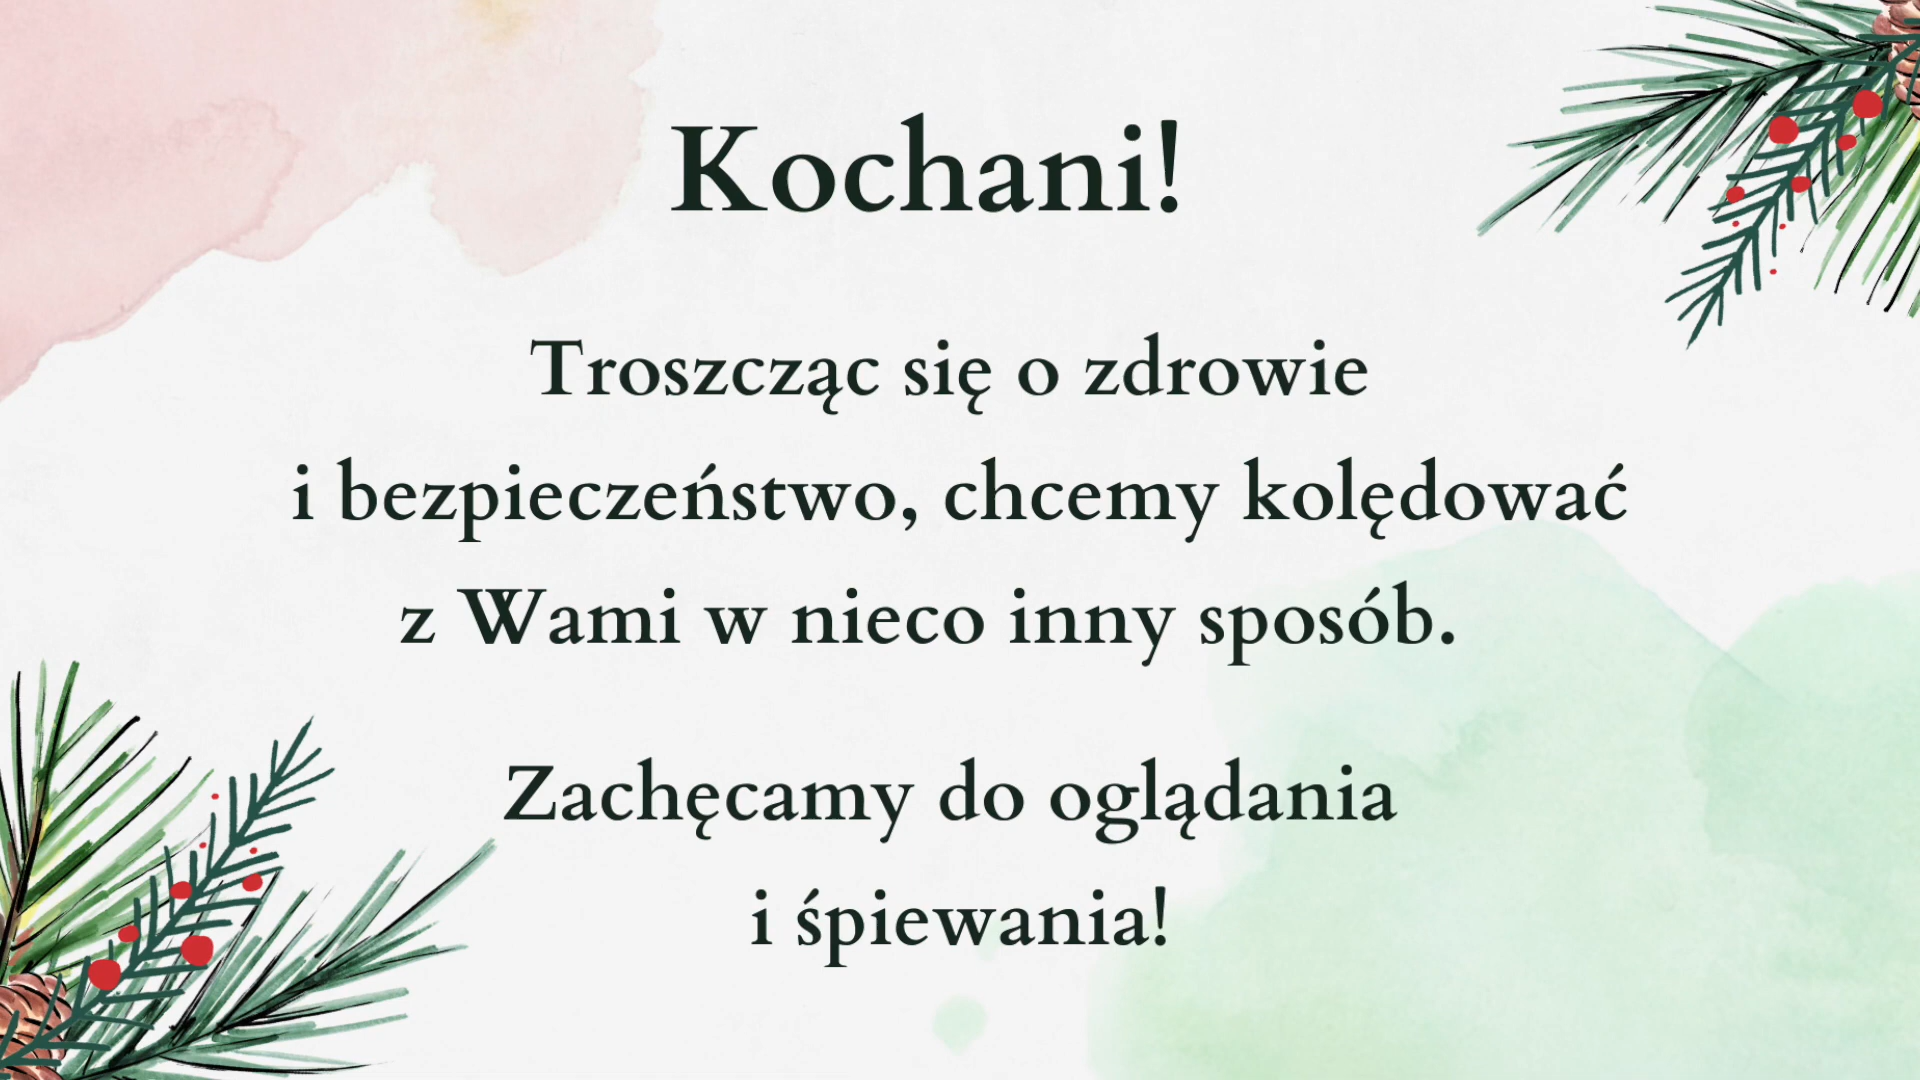 Kochani!
Troszcząc się o zdrowie
i bezpieczeństwo, chcemy kolędować
z Wami w nieco inny sposób.
Zachęcamy do oglądania
i śpiewania!